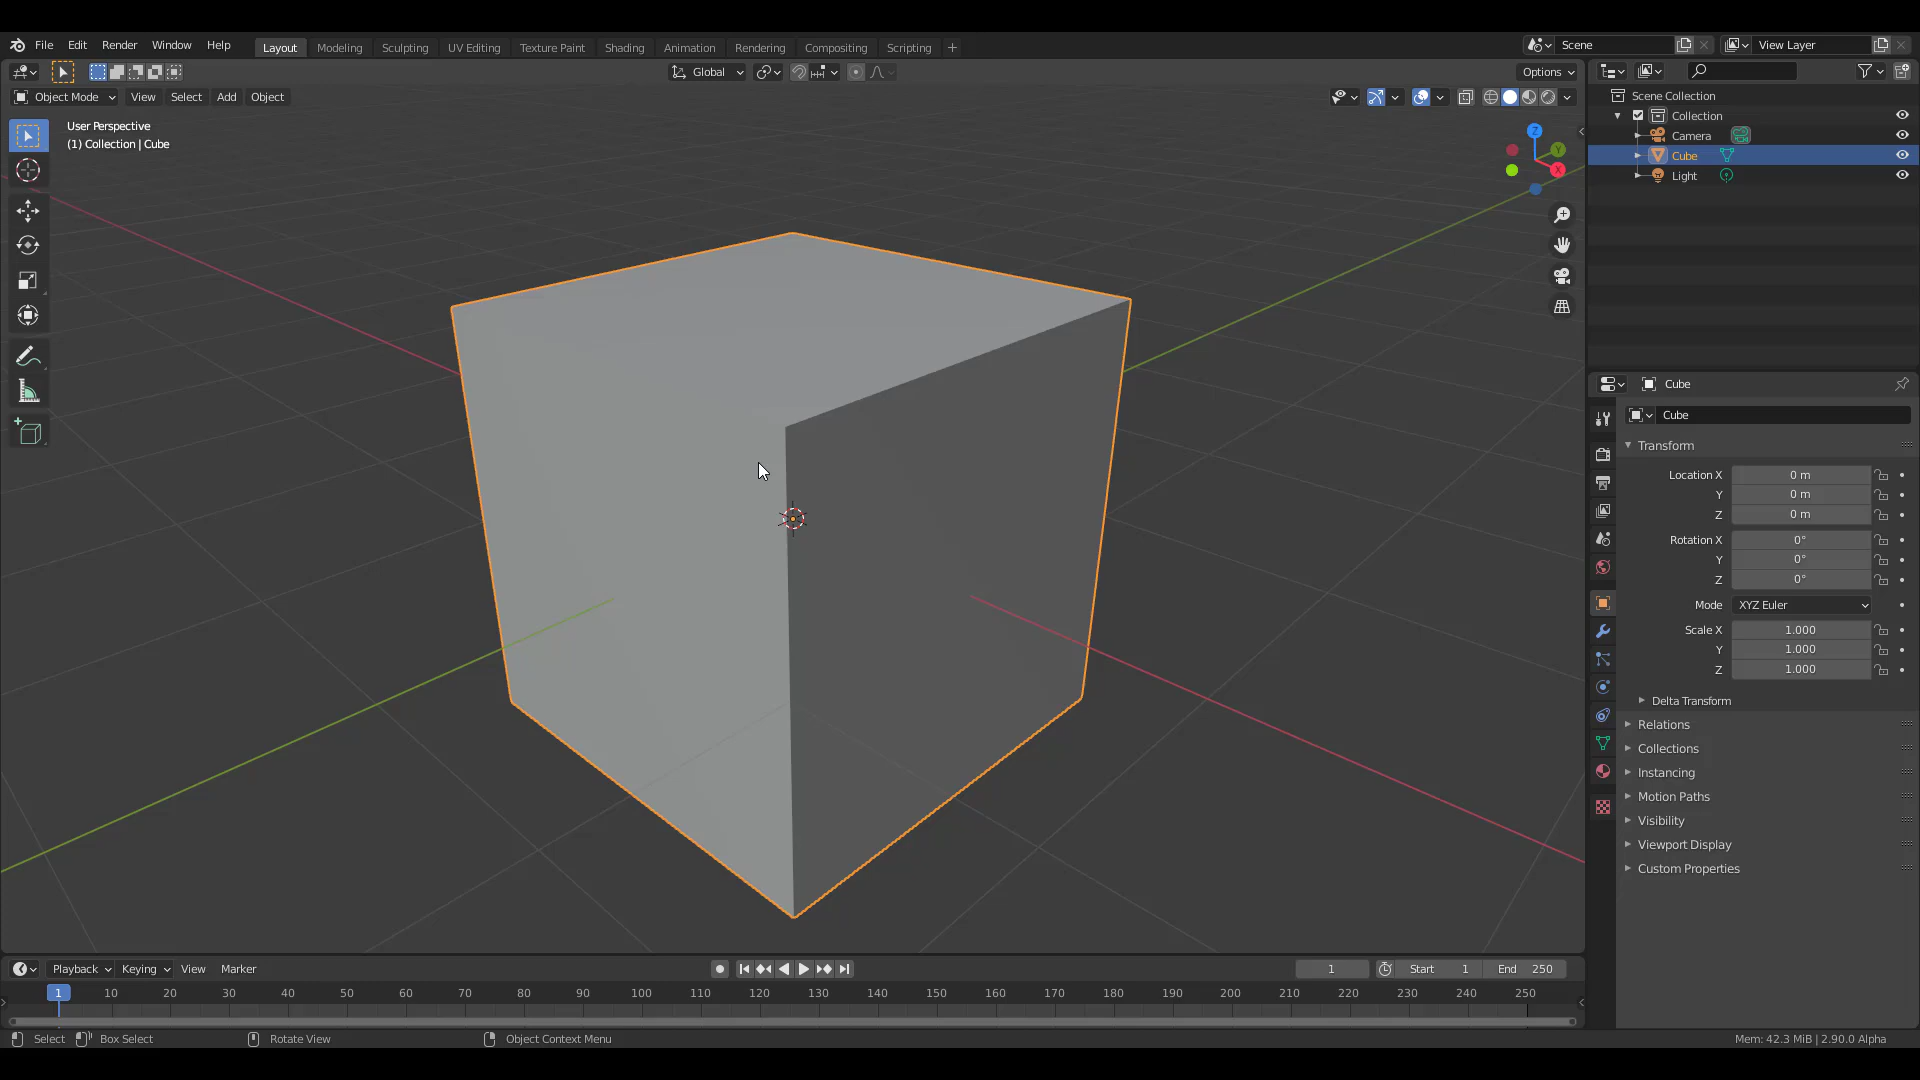 File Edit Render Window Help Layout Modeling Sculpting UV Editing Texture Paint Shading Animation Rendering Compositing Scripting + Scene View Layer
Global Options
Object Mode View Select Add Object
User Perspective
(1) Collection | Cube
Z
Y
X
Scene Collection
Collection
Camera
Cube
Light
Cube
Cube
Transform
Location X 0 m
Y 0 m
Z 0 m
Rotation X 0°
Y 0°
Z 0°
Mode XYZ Euler
Scale X 1.000
Y 1.000
Z 1.000
Delta Transform
Relations
Collections
Instancing
Motion Paths
Visibility
Viewport Display
Custom Properties
Playback Keying View Marker 1 Start 1 End 250
1 10 20 30 40 50 60 70 80 90 100 110 120 130 140 150 160 170 180 190 200 210 220 230 240 250
Select Box Select Rotate View Object Context Menu Mem: 42.3 MiB | 2.90.0 Alpha